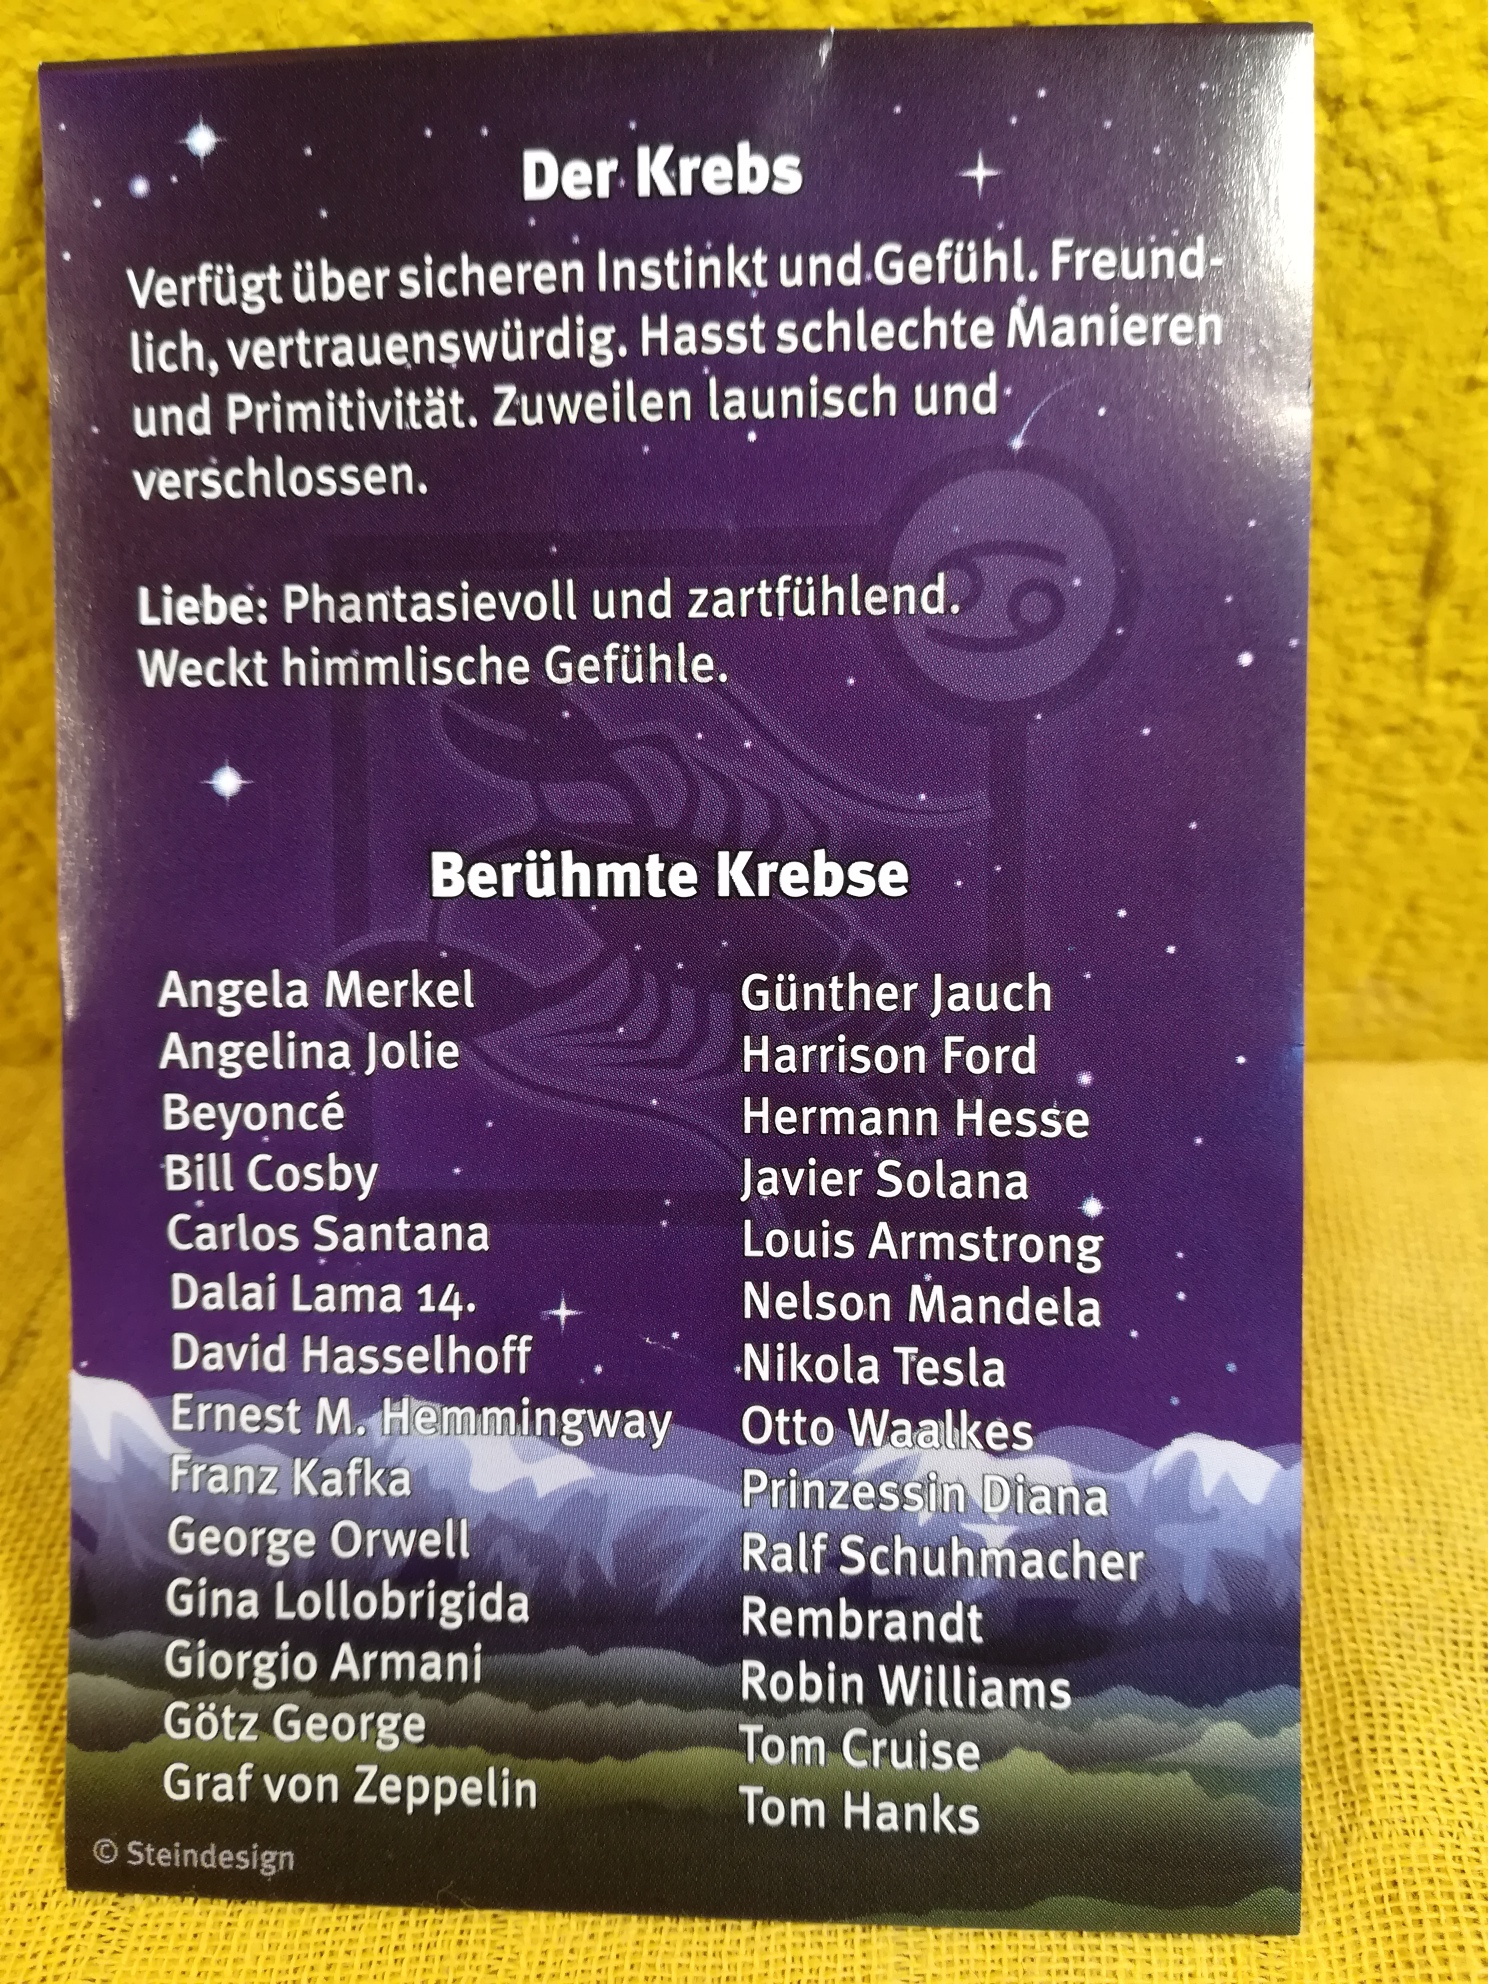 Der Krebs
Verfügt über sicheren Instinkt und Gefühl. Freund-
lich, vertrauenswürdig. Hasst schlechte Manieren
und Primitivität. Zuweilen launisch und
verschlossen.
Liebe: Phantasievoll und zartfühlend.
Weckt himmlische Gefühle.
Berühmte Krebse
Angela Merkel
Angelina Jolie
Beyoncé
Bill Cosby
Carlos Santana
Dalai Lama 14.
David Hasselhoff
Ernest M. Hemmingway
Franz Kafka
George Orwell
Gina Lollobrigida
Giorgio Armani
Götz George
Graf von Zeppelin
Günther Jauch
Harrison Ford
Hermann Hesse
Javier Solana
Louis Armstrong
Nelson Mandela
Nikola Tesla
Otto Waalkes
Prinzessin Diana
Ralf Schuhmacher
Rembrandt
Robin Williams
Tom Cruise
Tom Hanks
© Steindesign